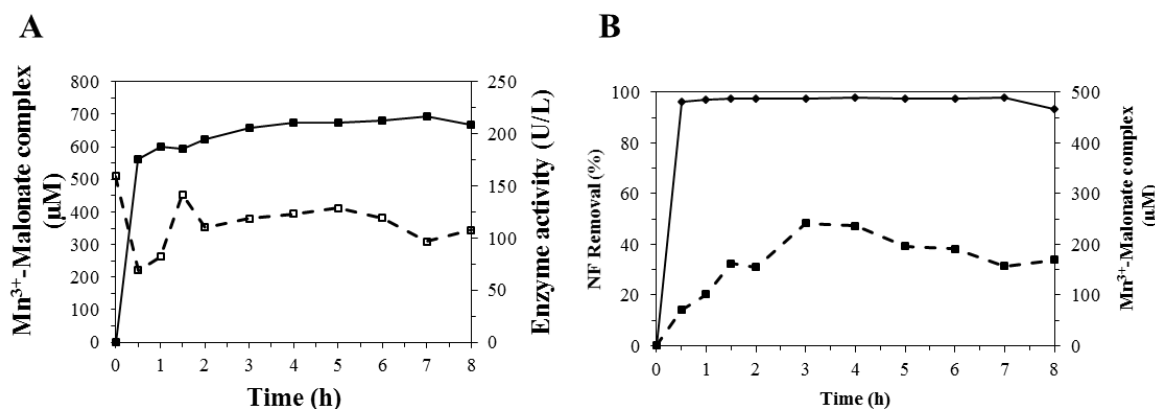 A
Mn³⁺-Malonate complex
(µM)
800
700
600
500
400
300
200
100
0
250
200
150
100
50
0
Enzyme activity (U/L)
0 1 2 3 4 5 6 7 8
Time (h)
B
NF Removal (%)
100
80
60
40
20
0
500
400
300
200
100
0
Mn³⁺-Malonate complex
(µM)
0 1 2 3 4 5 6 7 8
Time (h)